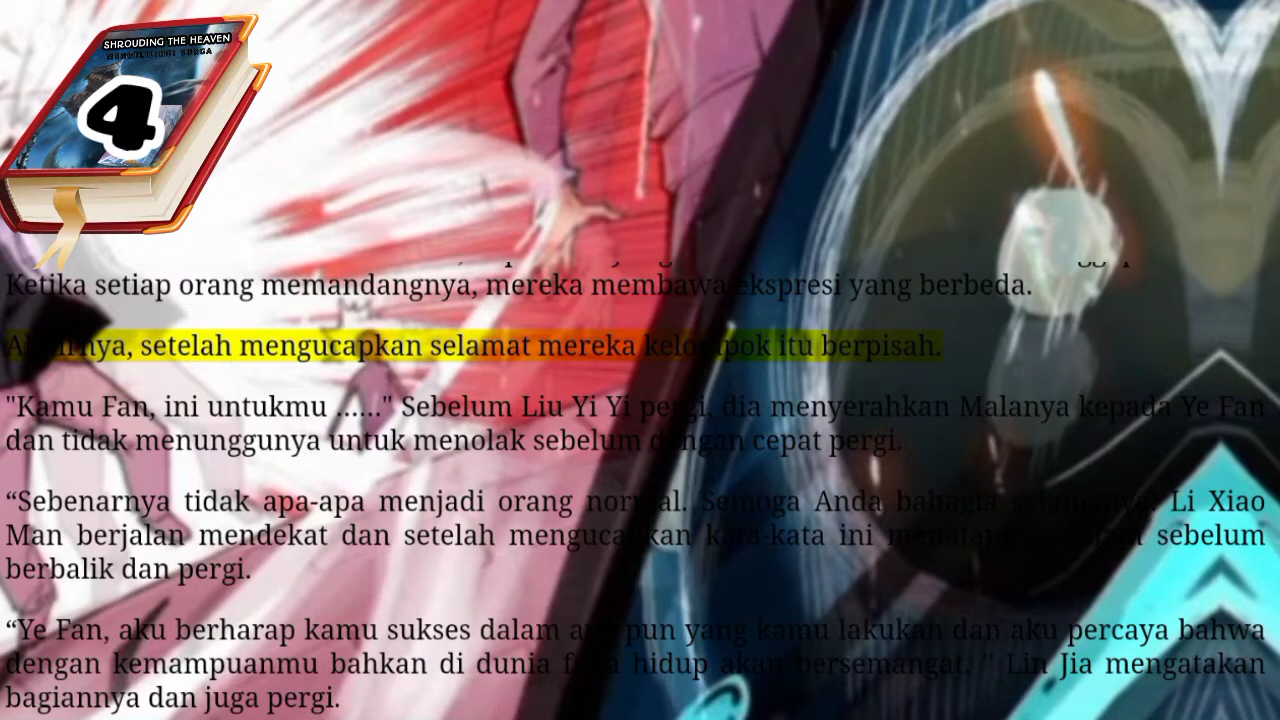 SHROUDING THE HEAVEN
4
Ketika setiap orang memandangnya, mereka membawa ekspresi yang berbeda.
Akhirnya, setelah mengucapkan selamat mereka kelompok itu berpisah.
"Kamu Fan, ini untukmu ......" Sebelum Liu Yi Yi pergi, dia menyerahkan Malanya kepada Ye Fan
dan tidak menunggunya untuk menolak sebelum dengan cepat pergi.
“Sebenarnya tidak apa-apa menjadi orang normal. Semoga Anda bahagia selamanya. Li Xiao
Man berjalan mendekat dan setelah mengucapkan kata-kata ini sebelum
berbalik dan pergi.
“Ye Fan, aku berharap kamu sukses dalam apa pun yang kamu lakukan dan aku percaya bahwa
dengan kemampuanmu bahkan di dunia fana hidup akan bersemangat. " Lin Jia mengatakan
bagiannya dan juga pergi.